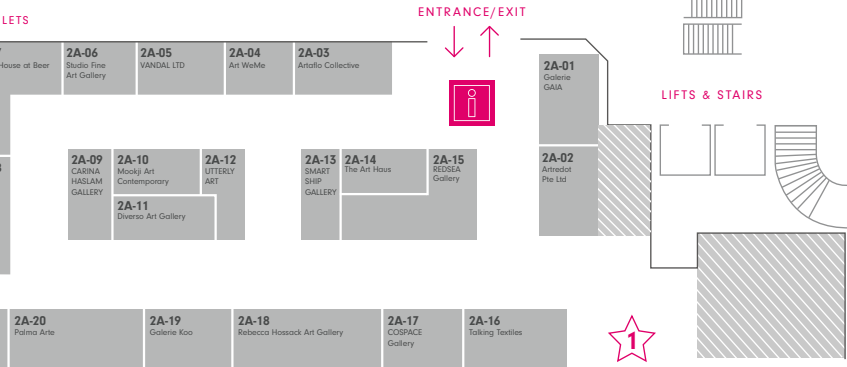 LETS
ENTRANCE/EXIT
2A-06
Studio Fine
Art Gallery
2A-05
VANDAL LTD
2A-04
Art WeMe
2A-03
Artaflo Collective
House at Beer
2A-01
Galerie
GAIA
LIFTS & STAIRS
i
2A-09
CARINA
HASLAM
GALLERY
2A-10
Mookji Art
Contemporary
2A-12
UTTERLY
ART
2A-11
Diverso Art Gallery
2A-13
SMART
SHIP
GALLERY
2A-14
The Art Haus
2A-15
REDSEA
Gallery
2A-02
Artredot
Pte Ltd
2A-20
Palma Arte
2A-19
Galerie Koo
2A-18
Rebecca Hossack Art Gallery
2A-17
COSPACE
Gallery
2A-16
Talking Textiles
1